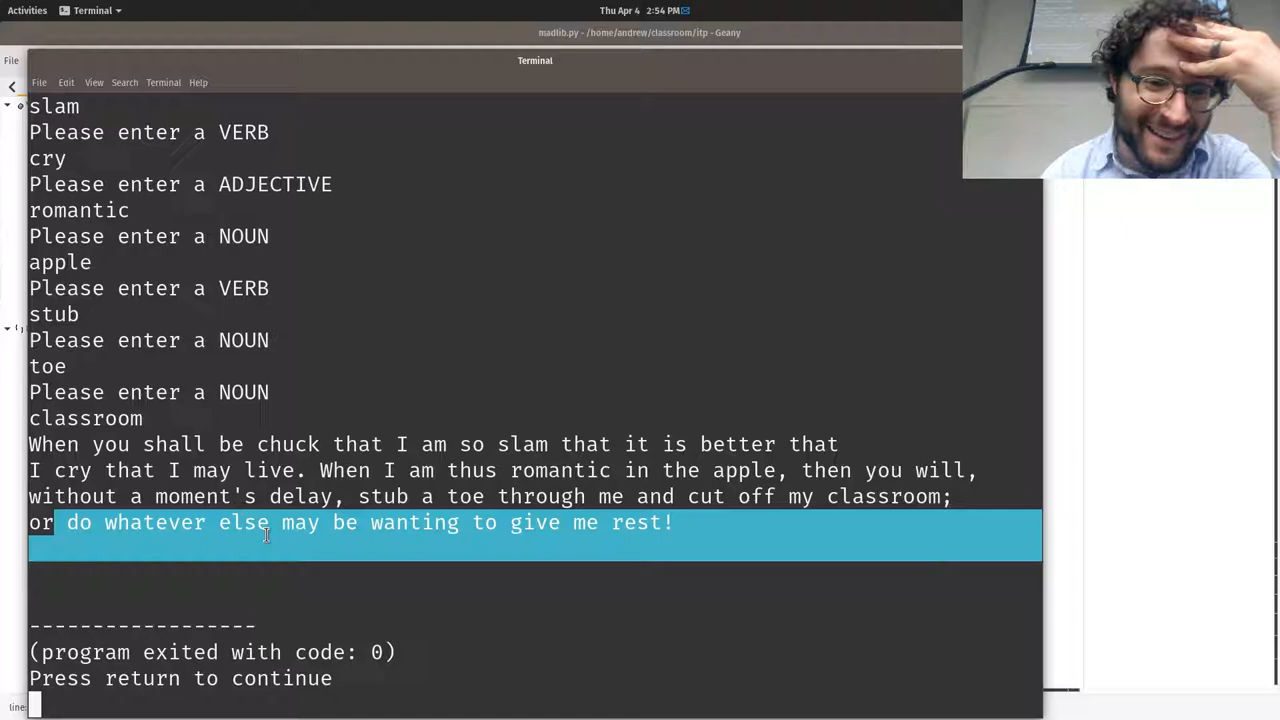 Activities Terminal Thu Apr 4 2:54 PM
madlib.py - /home/andrew/classroom/itp - Geany
File Terminal
File Edit View Search Terminal Help
slam
Please enter a VERB
cry
Please enter a ADJECTIVE
romantic
Please enter a NOUN
apple
Please enter a VERB
stub
Please enter a NOUN
toe
Please enter a NOUN
classroom
When you shall be chuck that I am so slam that it is better that
I cry that I may live. When I am thus romantic in the apple, then you will,
without a moment's delay, stub a toe through me and cut off my classroom;
or do whatever else may be wanting to give me rest!
------------------
(program exited with code: 0)
Press return to continue
line: